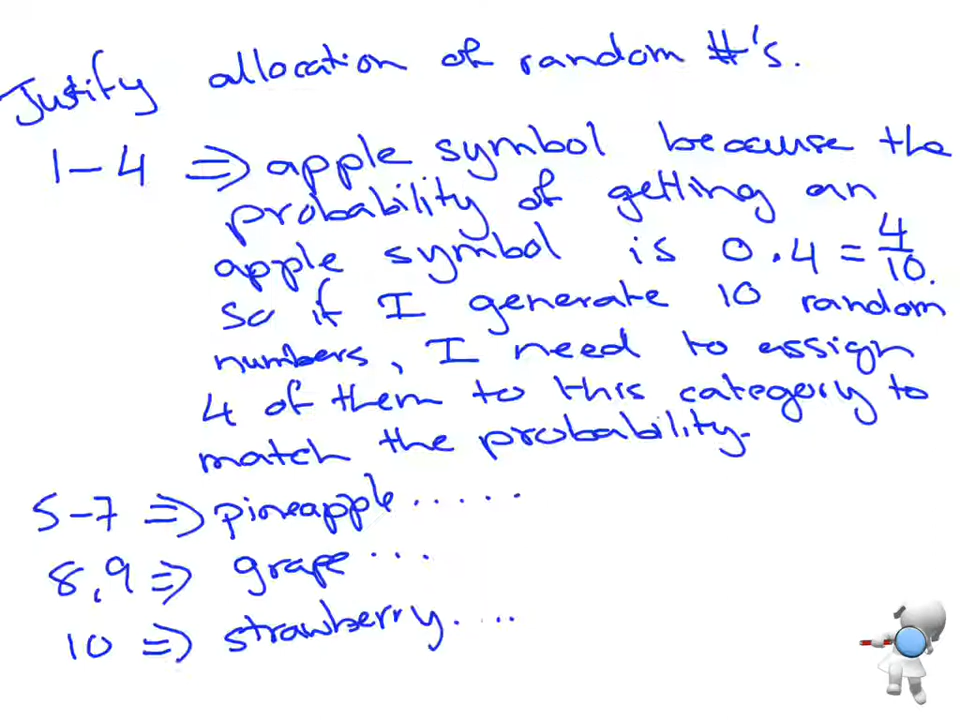 Justify allocation of random #'s.
1-4 => apple symbol because the
probability of getting an
apple symbol is 0.4 = 4/10.
So if I generate 10 random
numbers, I need to assign
4 of them to this category to
match the probability.
5-7 => pineapple.....
8,9 => grape...
10 => strawberry....